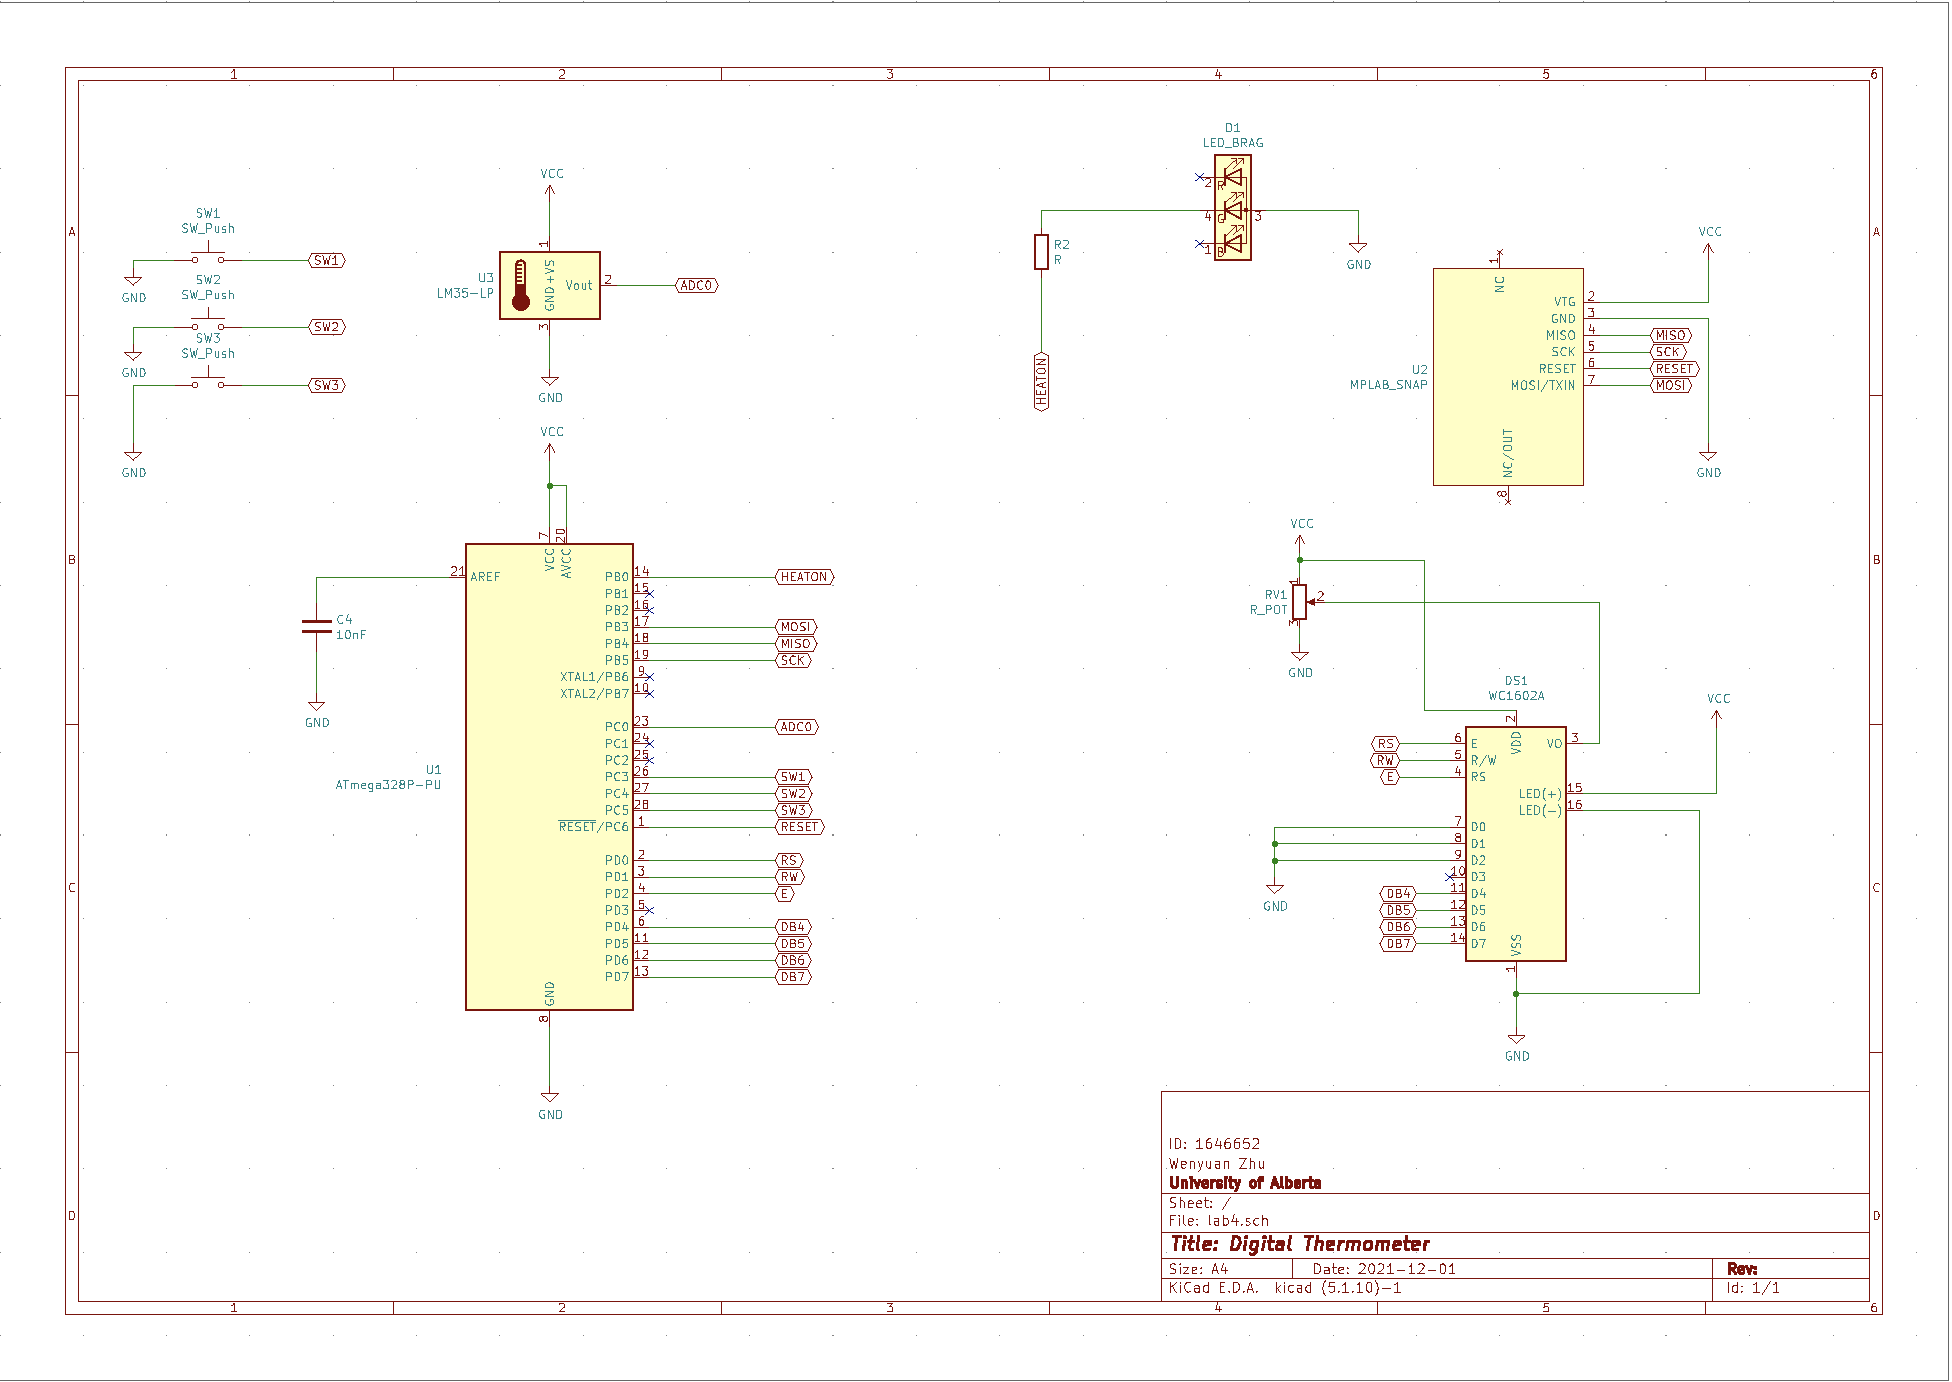 1 2 3 4 5 6
A
B
C
D
SW1
SW_Push
SW1
GND
SW2
SW_Push
SW2
GND
SW3
SW_Push
SW3
GND
VCC
1
U3
LM35-LP
GND +VS
Vout
2
ADC0
3
GND
D1
LED_BRAG
2 R
4 G 3
1 B
GND
R2
R
HEATON
U2
MPLAB_SNAP
1
NC
VCC
VTG 2
GND 3
MISO 4 MISO
SCK 5 SCK
RESET 6 RESET
MOSI/TXIN 7 MOSI
NC/OUT
8
GND
VCC
7 20
VCC AVCC
21 AREF
C4
10nF
GND
U1
ATmega328P-PU
PB0 14 HEATON
PB1 15
PB2 16
PB3 17 MOSI
PB4 18 MISO
PB5 19 SCK
XTAL1/PB6 9
XTAL2/PB7 10
PC0 23 ADC0
PC1 24
PC2 25
PC3 26 SW1
PC4 27 SW2
PC5 28 SW3
RESET/PC6 1 RESET
PD0 2 RS
PD1 3 RW
PD2 4 E
PD3 5
PD4 6 DB4
PD5 11 DB5
PD6 12 DB6
PD7 13 DB7
GND
8
GND
VCC
RV1
R_POT
1
2
3
GND
DS1
WC1602A
2
VDD
VCC
RS 6 E
RW 5 R/W
E 4 RS
VO 3
LED(+) 15
LED(-) 16
7 D0
8 D1
9 D2
10 D3
DB4 11 D4
DB5 12 D5
DB6 13 D6
DB7 14 D7
GND
VSS
1
GND
ID: 1646652
Wenyuan Zhu
University of Alberta
Sheet: /
File: lab4.sch
Title: Digital Thermometer
Size: A4 Date: 2021-12-01 Rev:
KiCad E.D.A. kicad (5.1.10)-1 Id: 1/1
1 2 3 4 5 6
A
B
C
D